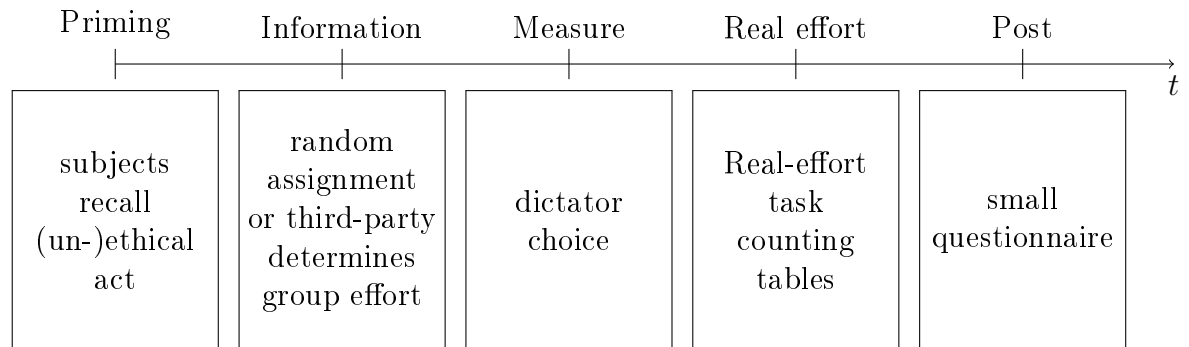 Priming
Information
Measure
Real effort
Post
t
subjects
recall
(un-)ethical
act
random
assignment
or third-party
determines
group effort
dictator
choice
Real-effort
task
counting
tables
small
questionnaire